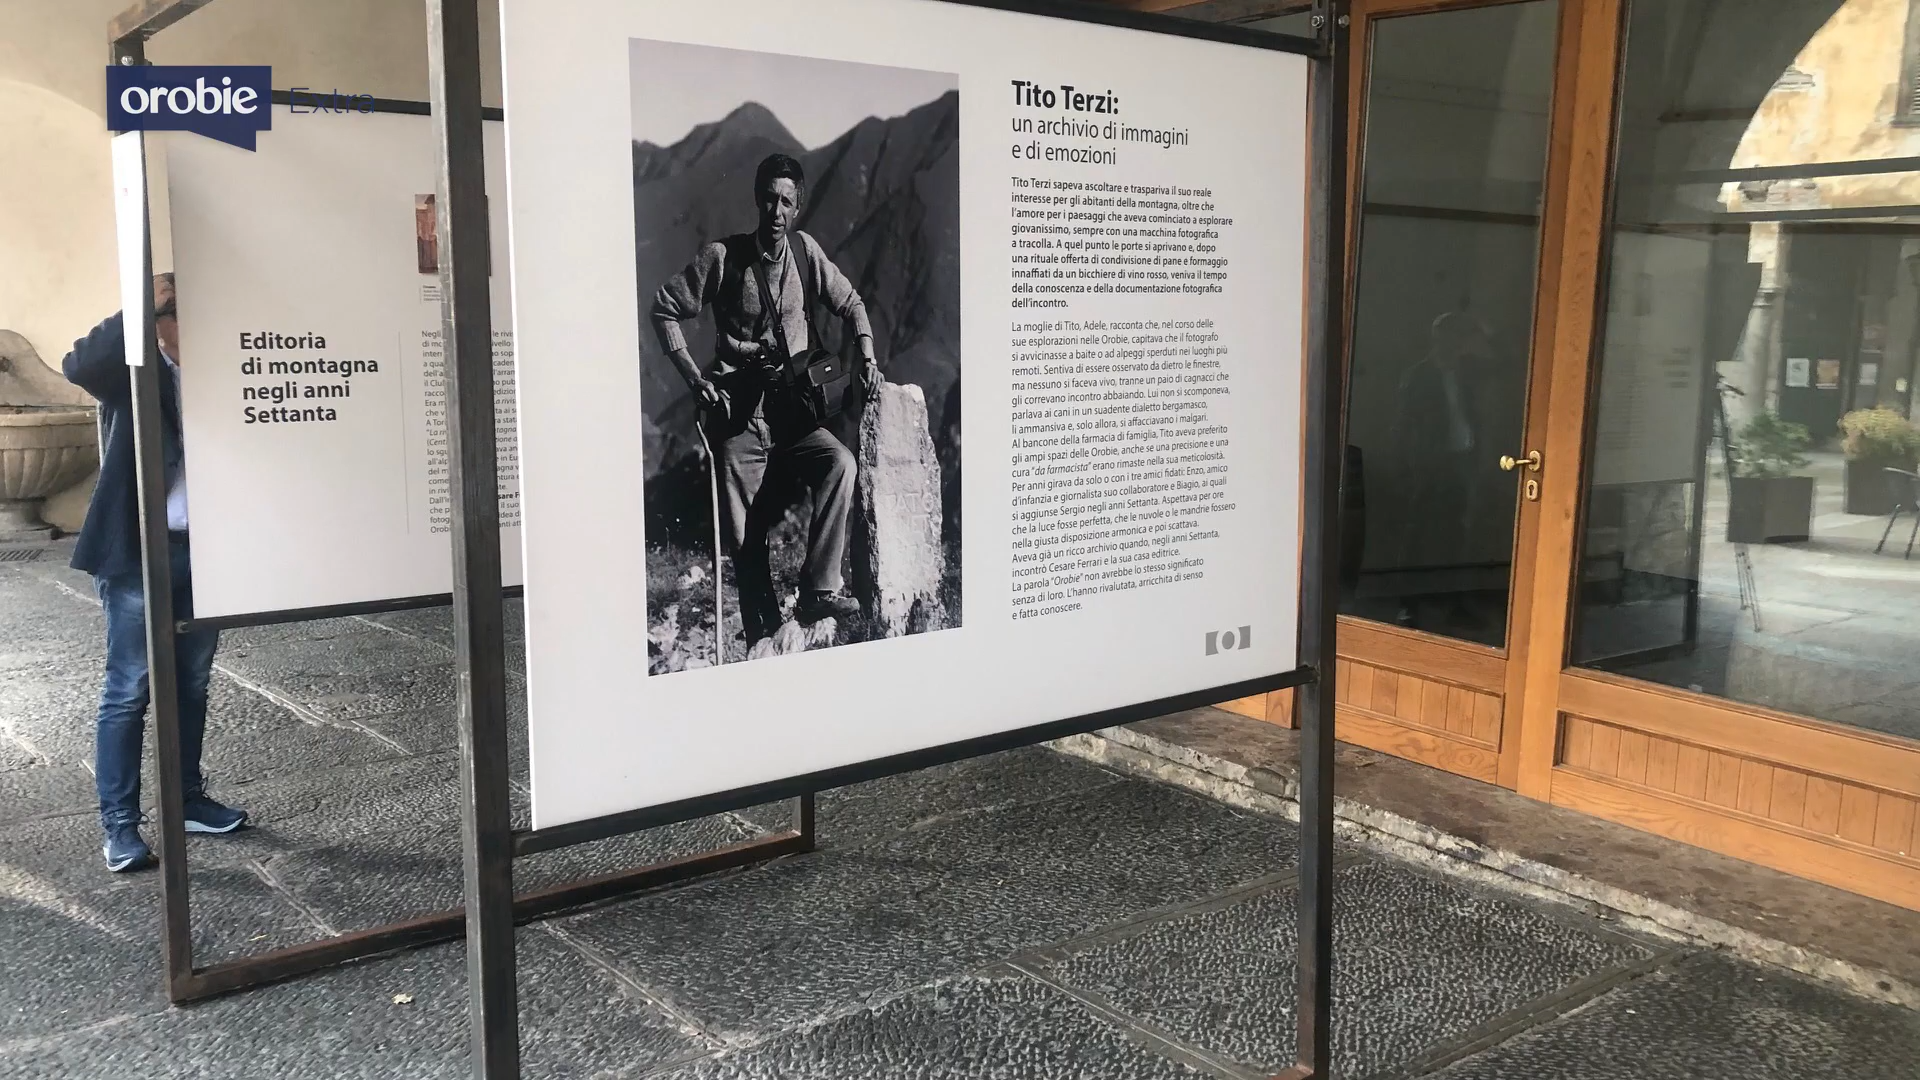 orobie Extra
Editoria
di montagna
negli anni
Settanta
Tito Terzi:
un archivio di immagini
e di emozioni
Tito Terzi sapeva ascoltare e traspariva il suo reale
interesse per gli abitanti della montagna, oltre che
l'amore per i paesaggi che aveva cominciato a esplorare
giovanissimo, sempre con una macchina fotografica
a tracolla. A quel punto le porte si aprivano e, dopo
una rituale offerta di condivisione di pane e formaggio
innaffiati da un bicchiere di vino rosso, veniva il tempo
della conoscenza e della documentazione fotografica
dell'incontro.
La moglie di Tito, Adele, racconta che, nel corso delle
sue esplorazioni nelle Orobie, capitava che il fotografo
si avvicinasse a baite o ad alpeggi sperduti nei luoghi più
remoti. Sentiva di essere osservato da dietro le finestre,
ma nessuno si faceva vivo, tranne un paio di cagnacci che
gli correvano incontro abbaiando. Lui non si scomponeva,
parlava ai cani in un suadente dialetto bergamasco,
li ammansiva e, solo allora, si affacciavano i malgari.
Al bancone della farmacia di famiglia, Tito aveva preferito
gli ampi spazi delle Orobie, anche se una precisione e una
cura "da farmacista" erano rimaste nella sua meticolosità.
Per anni girava da solo o con i tre amici fidati: Enzo, amico
d'infanzia e giornalista suo collaboratore e Biagio, ai quali
si aggiunse Sergio negli anni Settanta. Aspettava per ore
che la luce fosse perfetta, che le nuvole o le mandrie fossero
nella giusta disposizione armonica e poi scattava.
Aveva già un ricco archivio quando, negli anni Settanta,
incontrò Cesare Ferrari e la sua casa editrice.
La parola "Orobie" non avrebbe lo stesso significato
senza di loro. L'hanno rivalutata, arricchita di senso
e fatta conoscere.